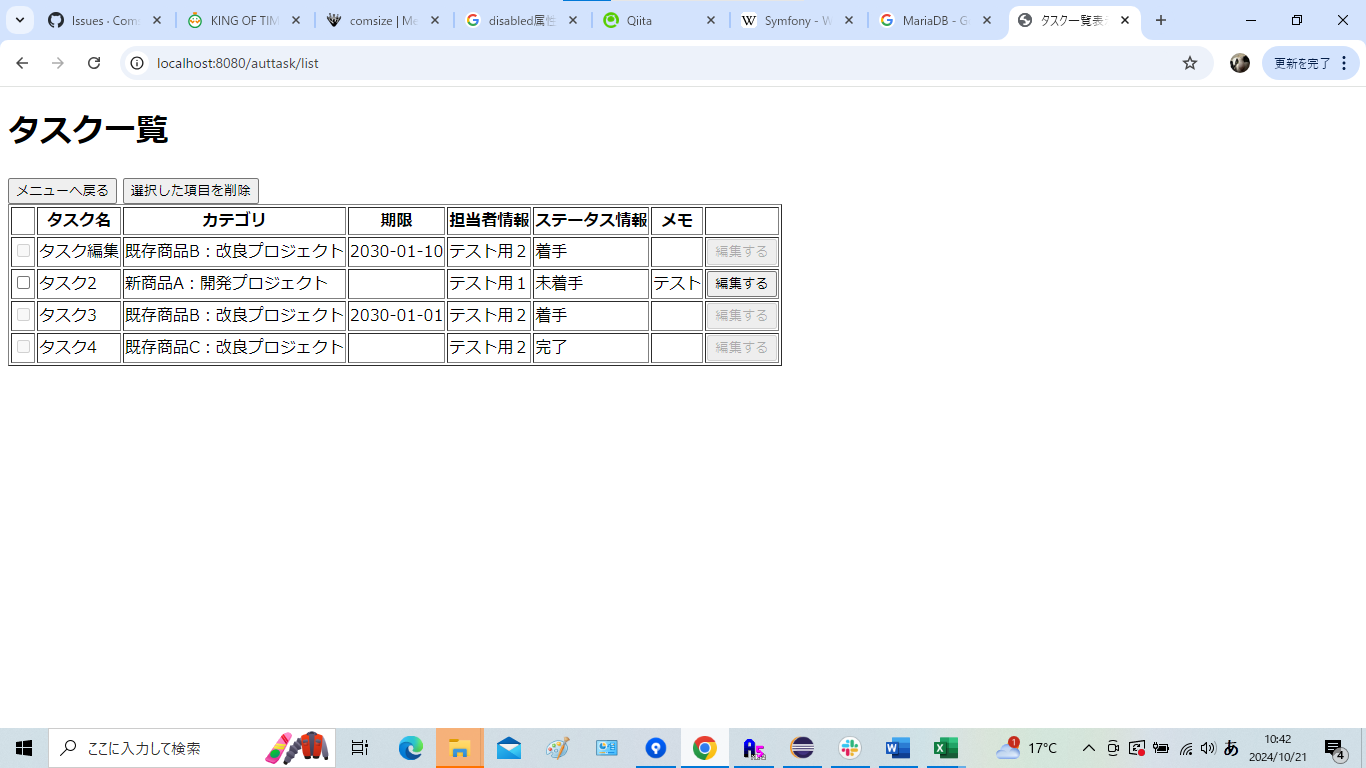 Issues · Com
KING OF TIM
comsize | Me
disabled属性
Qiita
Symfony - W
MariaDB - G
タスク一覧表
localhost:8080/auttask/list
更新を完了
タスク一覧
メニューへ戻る 選択した項目を削除
タスク名 カテゴリ 期限 担当者情報 ステータス情報 メモ
タスク編集 既存商品B：改良プロジェクト 2030-01-10 テスト用２ 着手 編集する
タスク2 新商品A：開発プロジェクト テスト用１ 未着手 テスト 編集する
タスク3 既存商品B：改良プロジェクト 2030-01-01 テスト用２ 着手 編集する
タスク4 既存商品C：改良プロジェクト テスト用２ 完了 編集する
ここに入力して検索
1
17°C
あ
10:42
2024/10/21
4